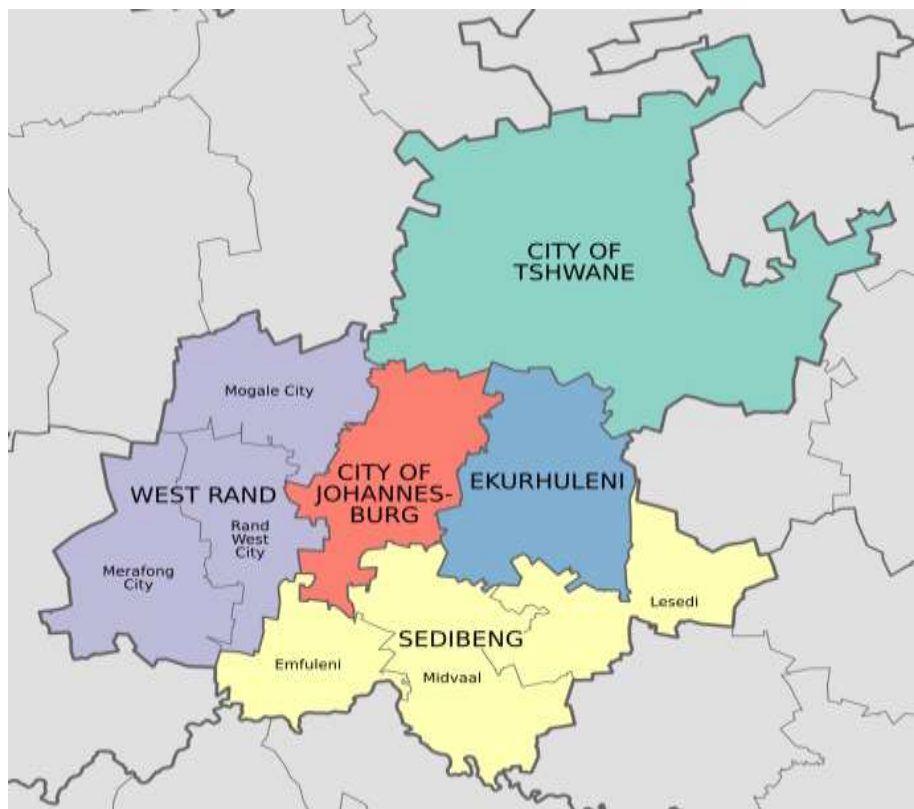 CITY OF
TSHWANE
Mogale City
CITY OF
JOHANNES-
BURG
EKURHULENI
WEST RAND
Rand
West
City
Merafong
City
Lesedi
SEDIBENG
Emfuleni
Midvaal